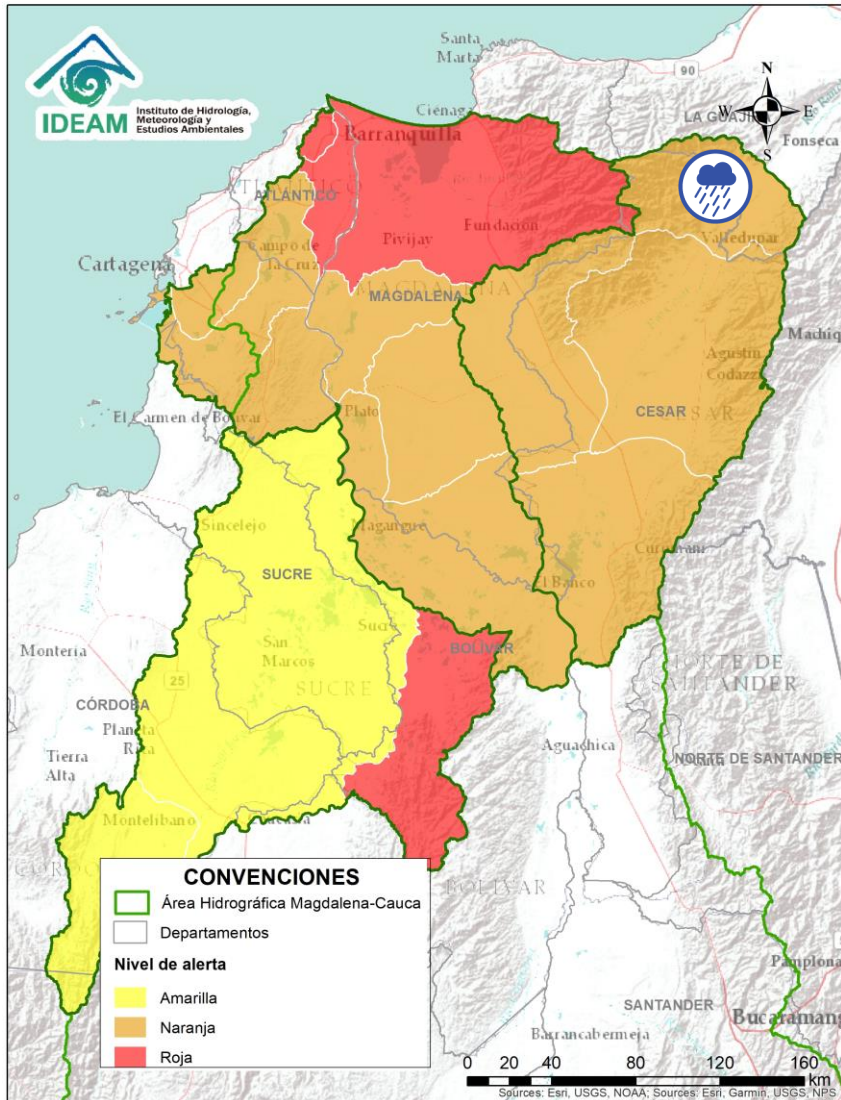 IDEAM
Instituto de Hidrología,
Meteorología y
Estudios Ambientales
Santa
Marta
90
N
W
E
S
LA GUAJIRA
Fonseca
Ciénaga
Barranquilla
ATLÁNTICO
Fundación
Pivijay
Valledupar
Cartagena
Campo de
la Cruz
MAGDALENA
MAGDALENA
Agustín
Codazzi
El Carmen de Bolívar
Plato
CESAR
CESAR
Sincelejo
Magangue
Curumaní
El Banco
SUCRE
Sucre
San
Marcos
SUCRE
BOLÍVAR
Montería
25
CÓRDOBA
Planeta
Rica
Tierra
Alta
NORTE DE
SANTANDER
Aguachica
NORTE DE SANTANDER
Montelíbano
BOLÍVAR
CONVENCIONES
Área Hidrográfica Magdalena-Cauca
Departamentos
Nivel de alerta
Amarilla
Naranja
Roja
Pamplona
SANTANDER
Bucaramang
Barrancabermeja
0 20 40 80 120 160
Km
Sources: Esri, USGS, NOAA; Sources: Esri, Garmin, USGS, NPS